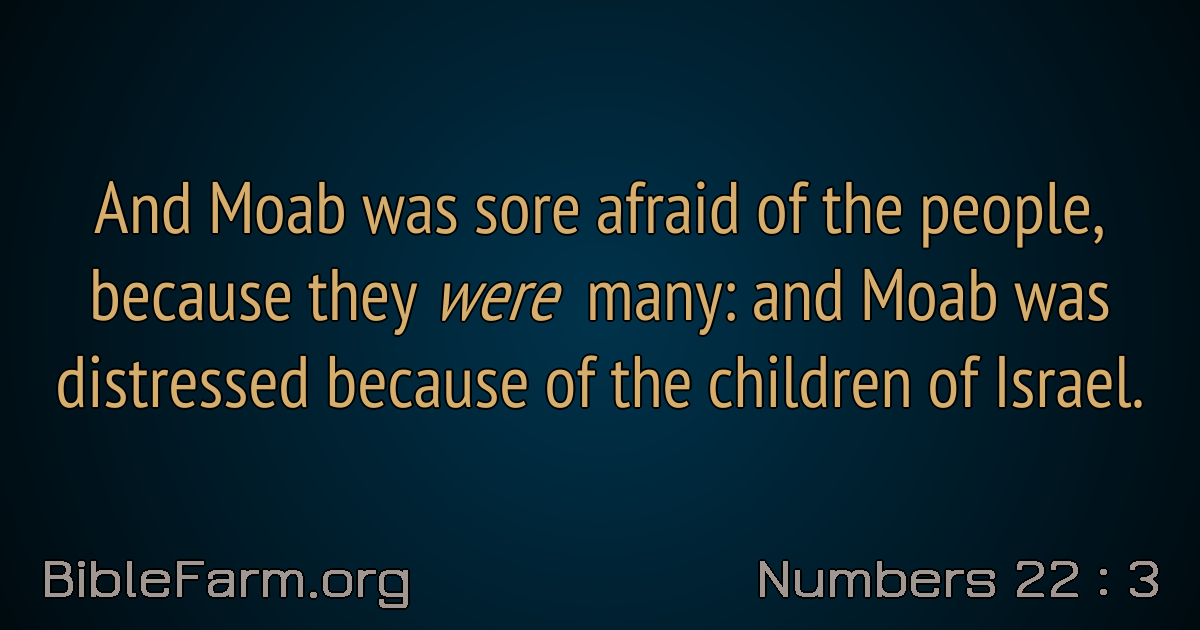 And Moab was sore afraid of the people,
because they were many: and Moab was
distressed because of the children of Israel.
BibleFarm.org
Numbers 22 : 3